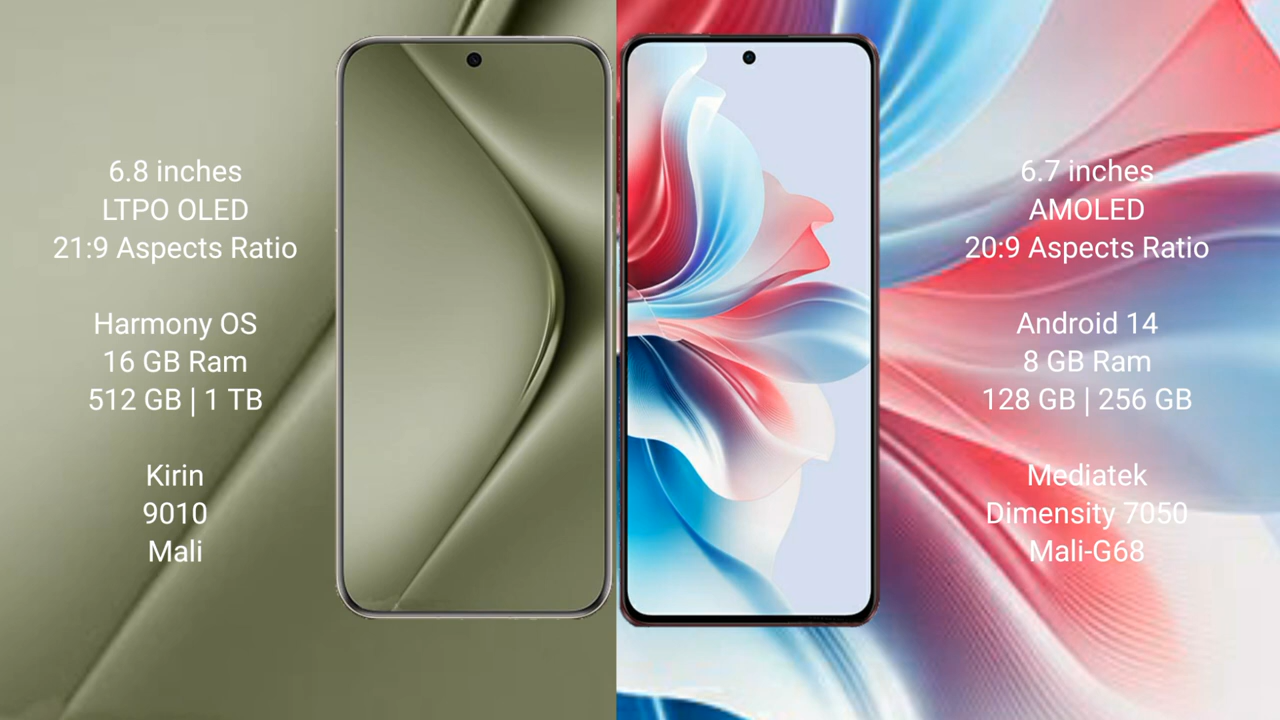 6.8 inches
LTPO OLED
21:9 Aspects Ratio
Harmony OS
16 GB Ram
512 GB | 1 TB
Kirin
9010
Mali
6.7 inches
AMOLED
20:9 Aspects Ratio
Android 14
8 GB Ram
128 GB | 256 GB
Mediatek
Dimensity 7050
Mali-G68